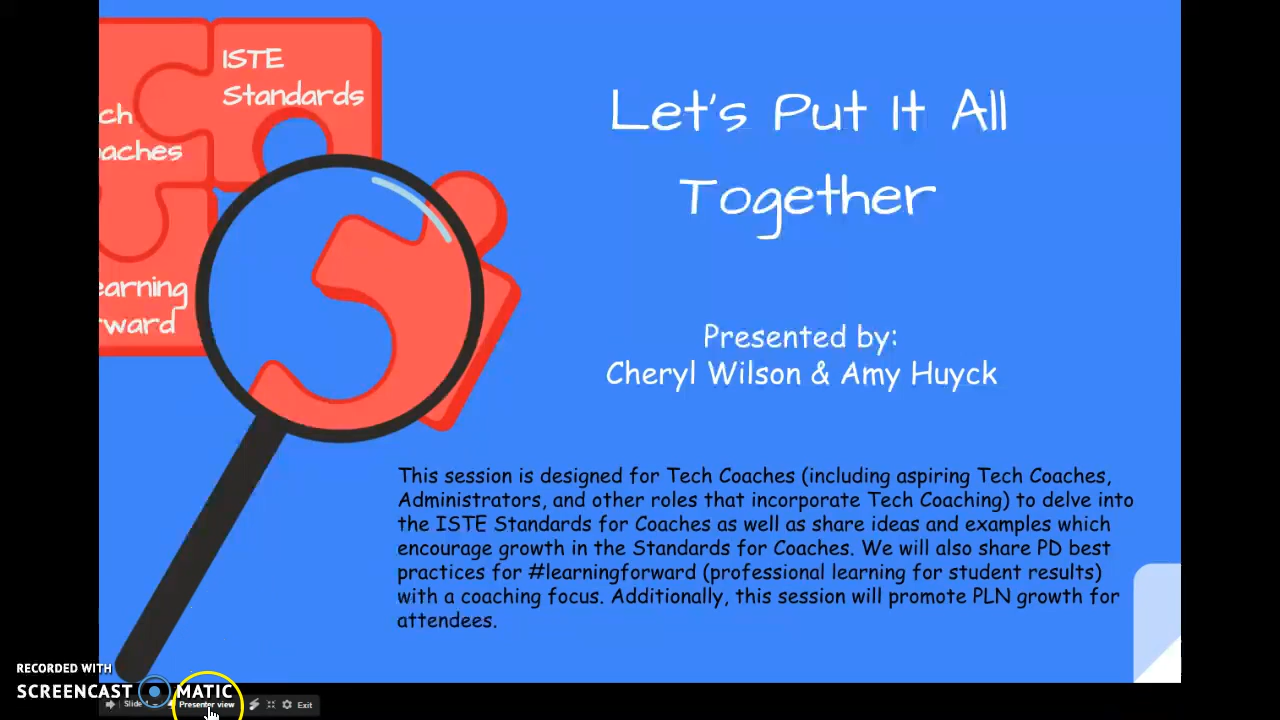 ISTE
Standards
ch
aches
earning
ward
Let's Put It All
Together
Presented by:
Cheryl Wilson & Amy Huyck
This session is designed for Tech Coaches (including aspiring Tech Coaches,
Administrators, and other roles that incorporate Tech Coaching) to delve into
the ISTE Standards for Coaches as well as share ideas and examples which
encourage growth in the Standards for Coaches. We will also share PD best
practices for #learningforward (professional learning for student results)
with a coaching focus. Additionally, this session will promote PLN growth for
attendees.
RECORDED WITH
SCREENCAST MATIC
Slide
Presenter view
Exit